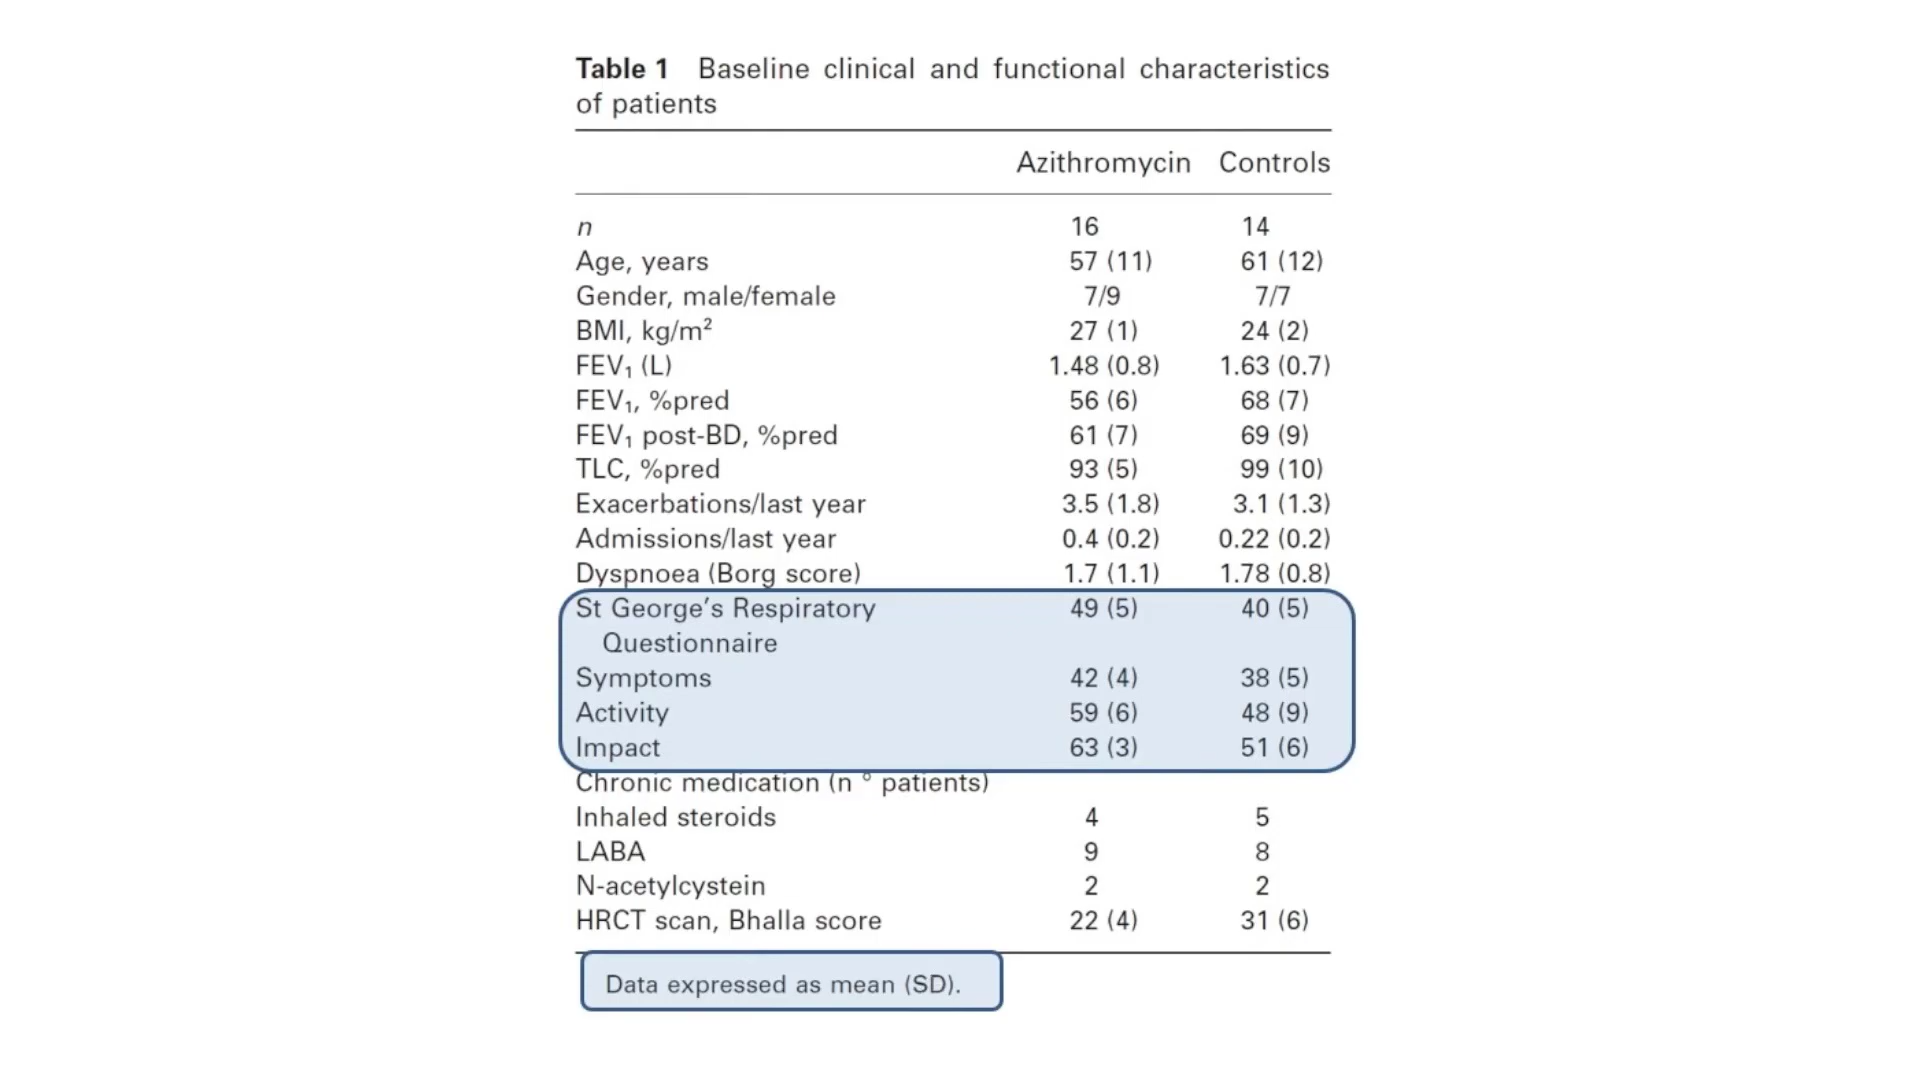 Table 1 Baseline clinical and functional characteristics
of patients
Azithromycin Controls
n 16 14
Age, years 57 (11) 61 (12)
Gender, male/female 7/9 7/7
BMI, kg/m² 27 (1) 24 (2)
FEV₁ (L) 1.48 (0.8) 1.63 (0.7)
FEV₁, %pred 56 (6) 68 (7)
FEV₁ post-BD, %pred 61 (7) 69 (9)
TLC, %pred 93 (5) 99 (10)
Exacerbations/last year 3.5 (1.8) 3.1 (1.3)
Admissions/last year 0.4 (0.2) 0.22 (0.2)
Dyspnoea (Borg score) 1.7 (1.1) 1.78 (0.8)
St George’s Respiratory 49 (5) 40 (5)
Questionnaire
Symptoms 42 (4) 38 (5)
Activity 59 (6) 48 (9)
Impact 63 (3) 51 (6)
Chronic medication (n ° patients)
Inhaled steroids 4 5
LABA 9 8
N-acetylcystein 2 2
HRCT scan, Bhalla score 22 (4) 31 (6)
Data expressed as mean (SD).